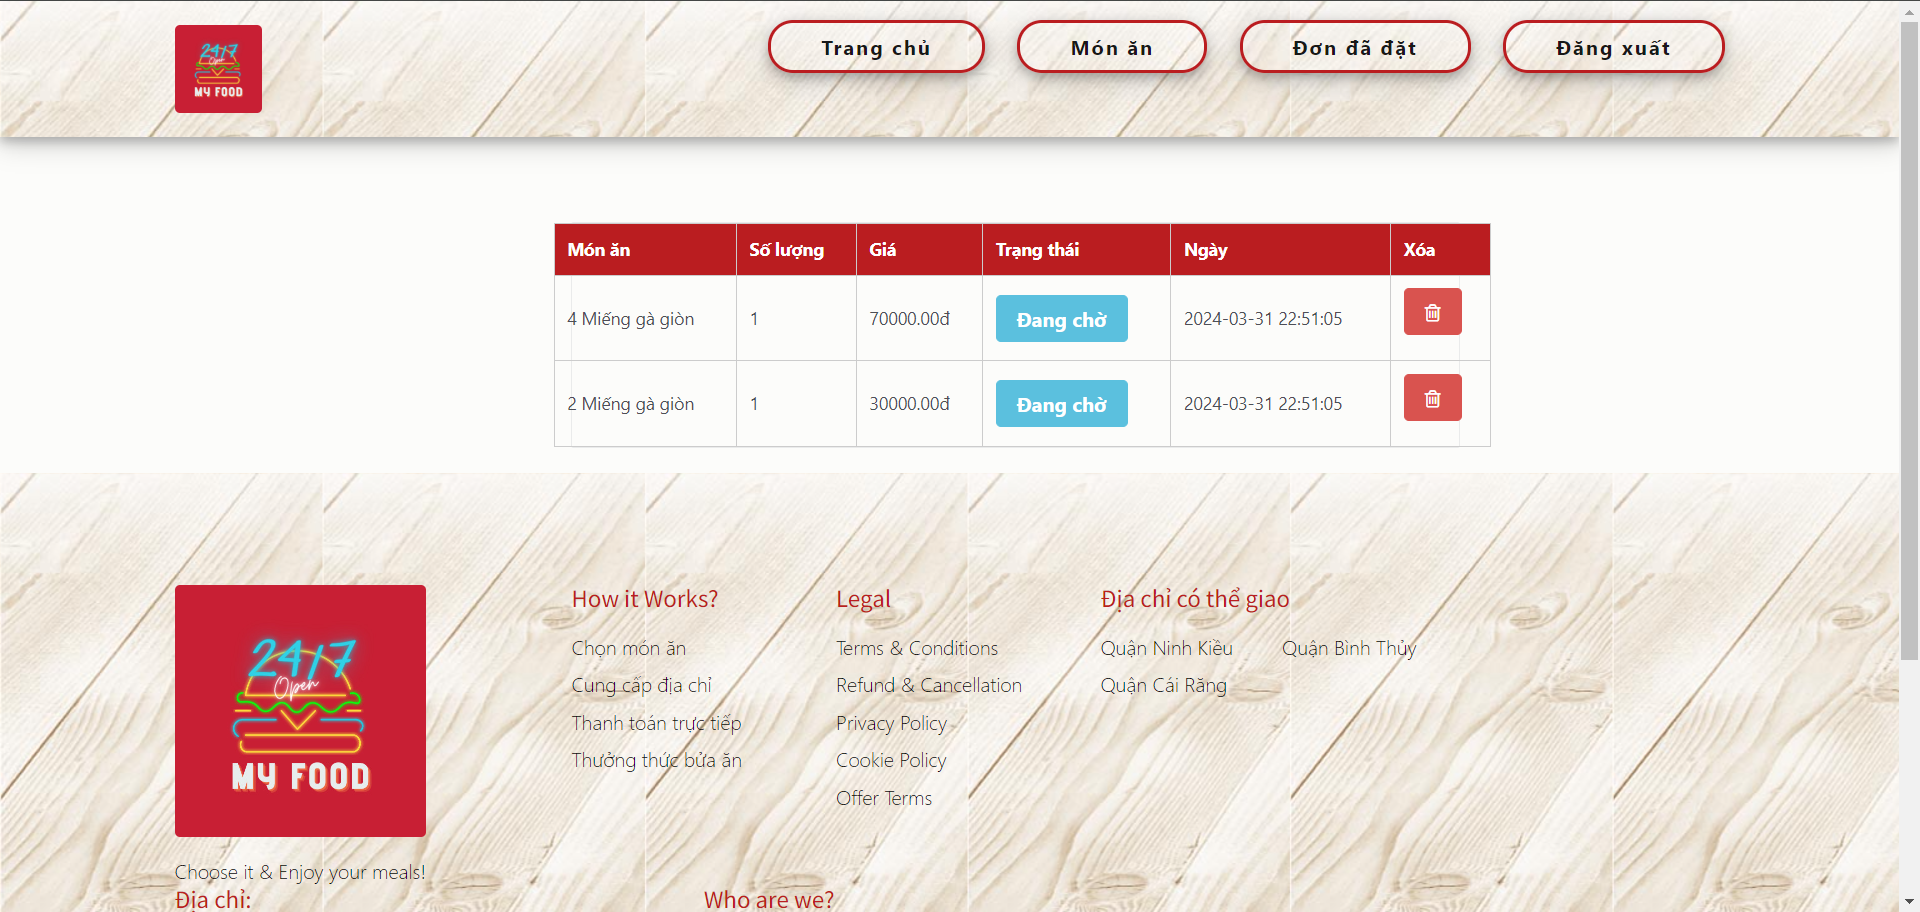 24/7
Open
MY FOOD
Trang chủ
Món ăn
Đơn đã đặt
Đăng xuất
Món ăn Số lượng Giá Trạng thái Ngày Xóa
4 Miếng gà giòn 1 70000.00đ Đang chờ 2024-03-31 22:51:05
2 Miếng gà giòn 1 30000.00đ Đang chờ 2024-03-31 22:51:05
24/7
Open
MY FOOD
Choose it & Enjoy your meals!
How it Works?
Chọn món ăn
Cung cấp địa chỉ
Thanh toán trực tiếp
Thưởng thức bửa ăn
Legal
Terms & Conditions
Refund & Cancellation
Privacy Policy
Cookie Policy
Offer Terms
Địa chỉ có thể giao
Quận Ninh Kiều Quận Bình Thủy
Quận Cái Răng
Địa chỉ:
Who are we?